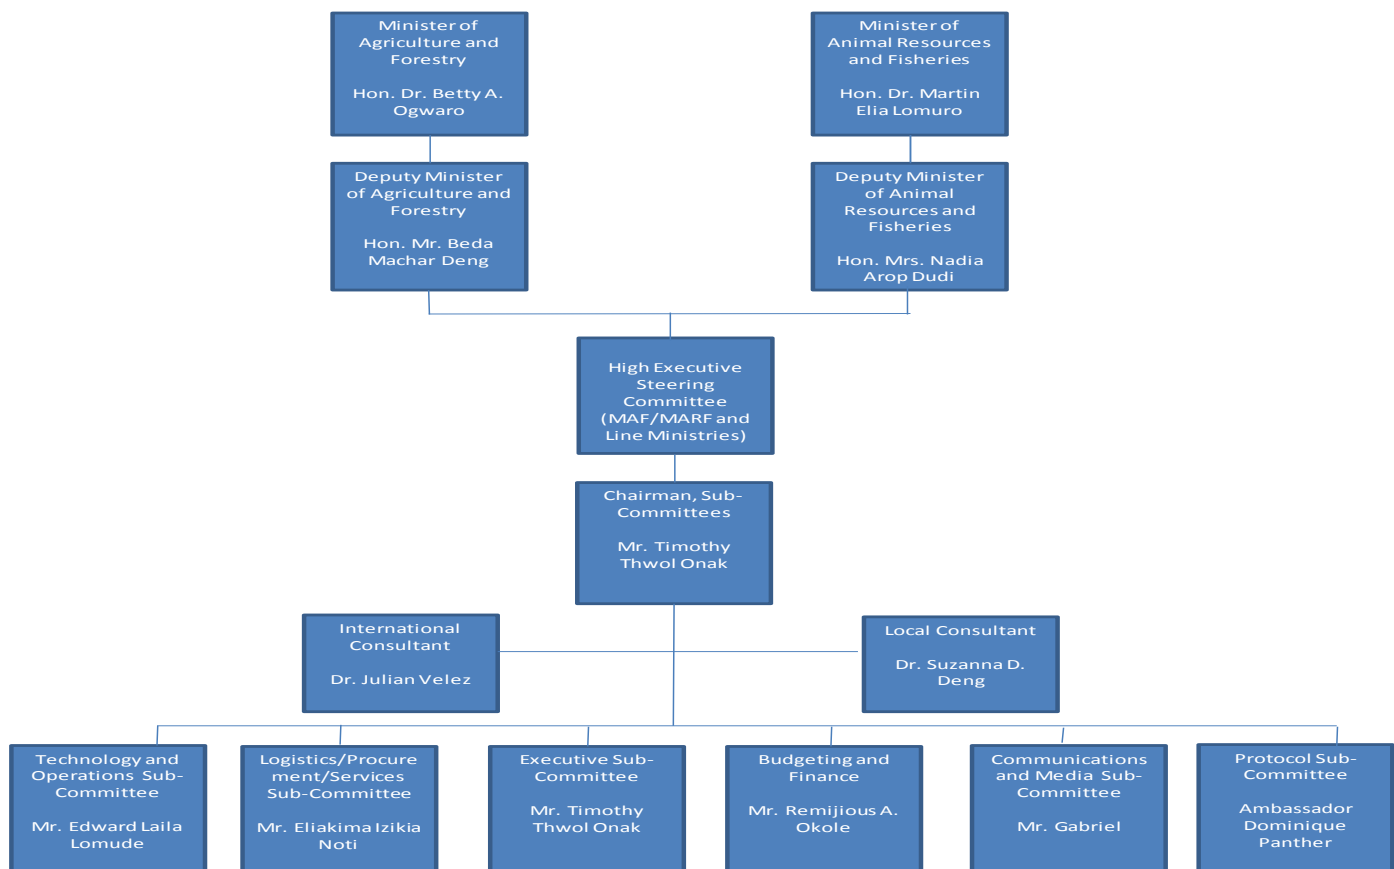 Minister of
Agriculture and
Forestry
Hon. Dr. Betty A.
Ogwaro
Minister of
Animal Resources
and Fisheries
Hon. Dr. Martin
Elia Lomuro
Deputy Minister
of Agriculture and
Forestry
Hon. Mr. Beda
Machar Deng
Deputy Minister
of Animal
Resources and
Fisheries
Hon. Mrs. Nadia
Arop Dudi
High Executive
Steering
Committee
(MAF/MARF and
Line Ministries)
Chairman, Sub-
Committees
Mr. Timothy
Thwol Onak
International
Consultant
Dr. Julian Velez
Local Consultant
Dr. Suzanna D.
Deng
Technology and
Operations Sub-
Committee
Mr. Edward Laila
Lomude
Logistics/Procure
ment/Services
Sub-Committee
Mr. Eliakima Izikia
Noti
Executive Sub-
Committee
Mr. Timothy
Thwol Onak
Budgeting and
Finance
Mr. Remijious A.
Okole
Communications
and Media Sub-
Committee
Mr. Gabriel
Protocol Sub-
Committee
Ambassador
Dominique
Panther